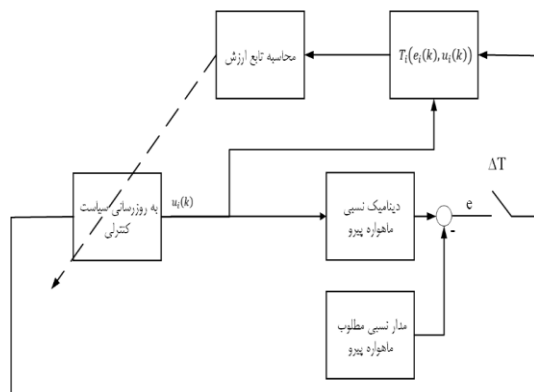 محاسبه تابع ارزش
T_i(e_i(k), u_i(k))
به روزرسانی سیاست
کنترلی
u_i(k)
دینامیک نسبی
ماهواره پیرو
-
e
ΔT
مدار نسبی مطلوب
ماهواره پیرو